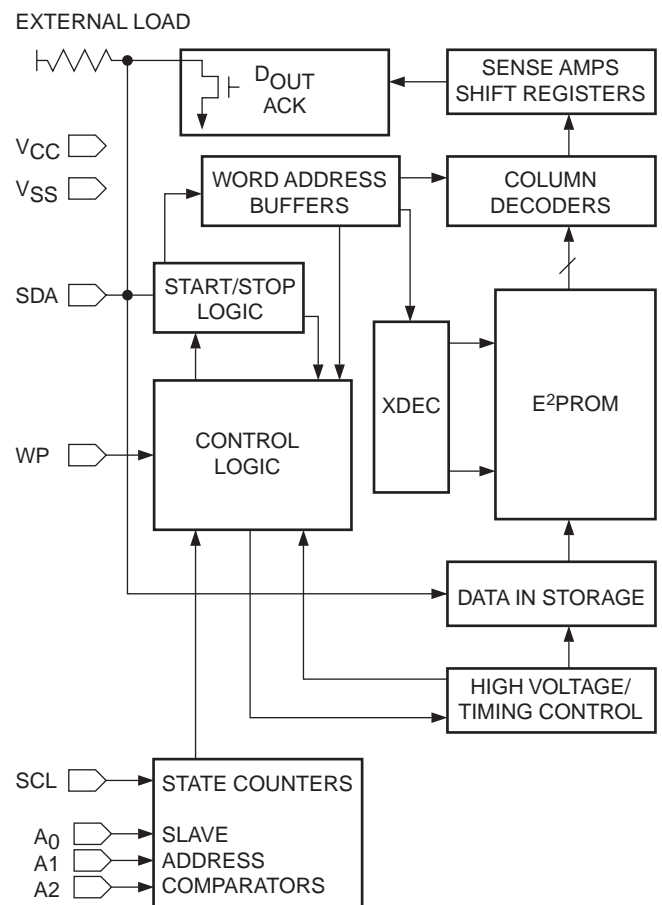 EXTERNAL LOAD
DOUT
ACK
SENSE AMPS
SHIFT REGISTERS
VCC
VSS
WORD ADDRESS
BUFFERS
COLUMN
DECODERS
SDA
START/STOP
LOGIC
XDEC
E²PROM
WP
CONTROL
LOGIC
DATA IN STORAGE
HIGH VOLTAGE/
TIMING CONTROL
SCL
STATE COUNTERS
A0
SLAVE
A1
ADDRESS
A2
COMPARATORS